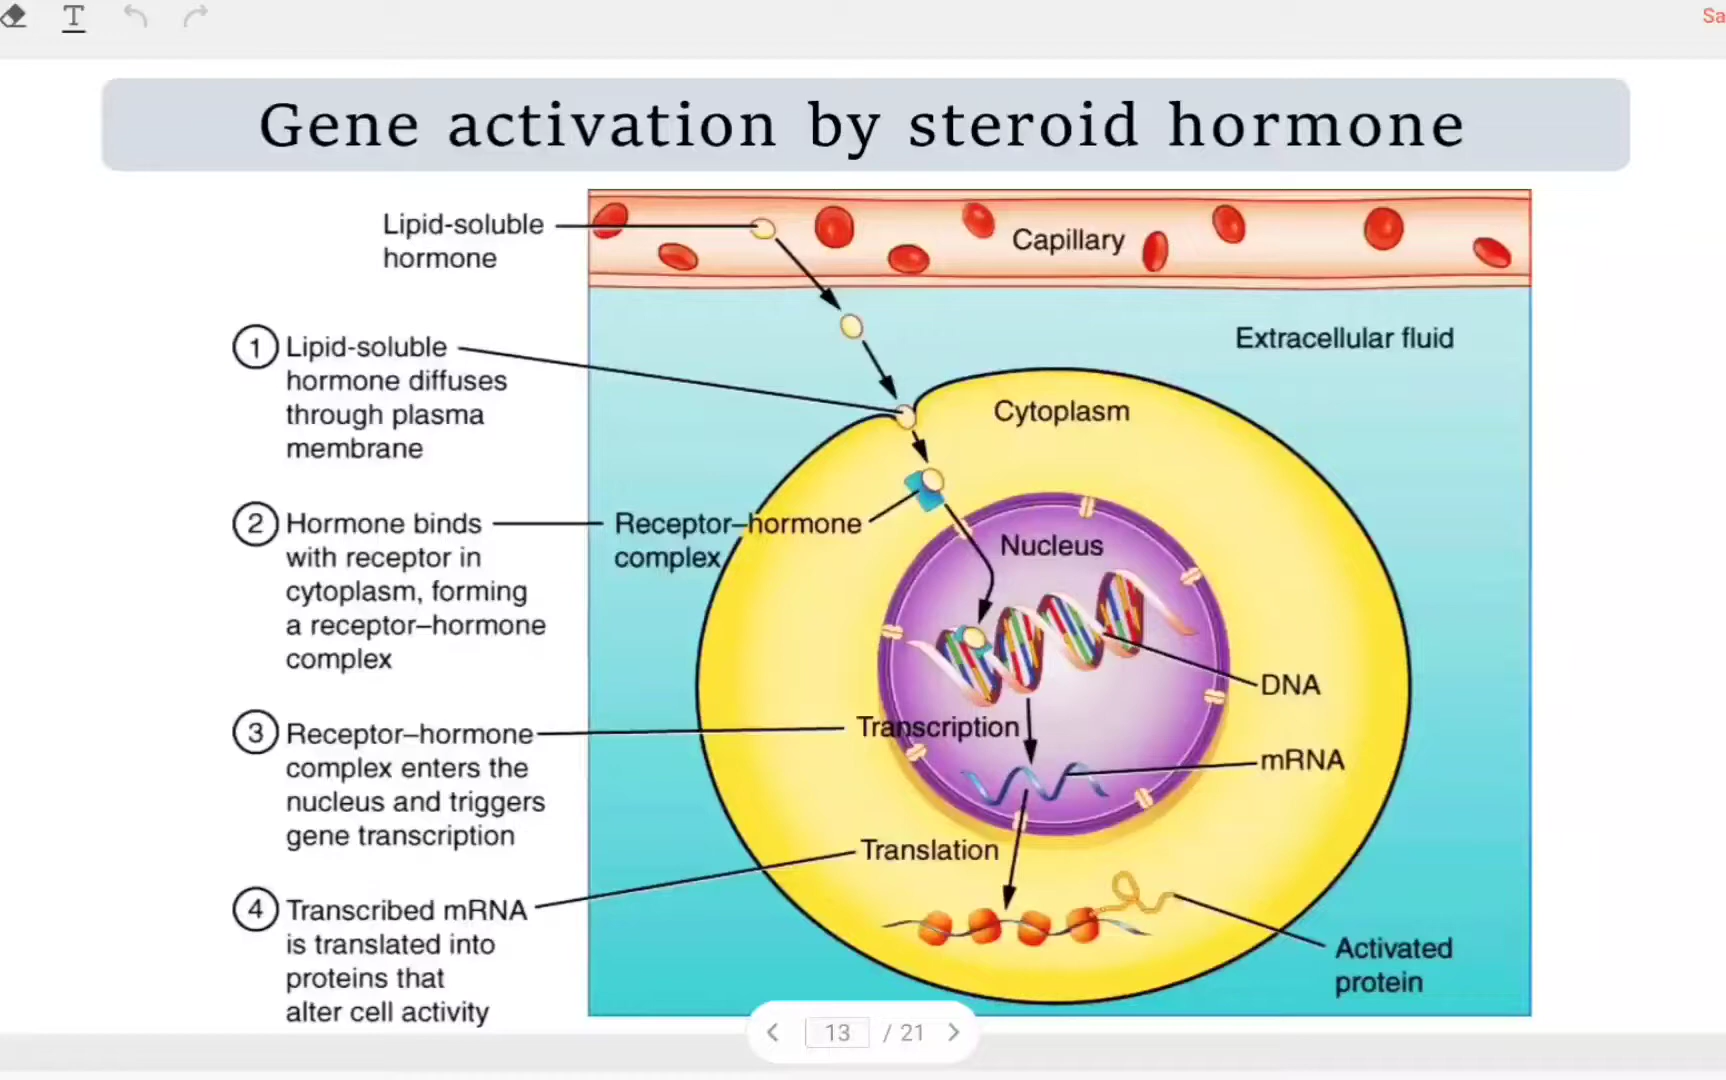 T
Sa
Gene activation by steroid hormone
Lipid-soluble
hormone
Capillary
Extracellular fluid
1 Lipid-soluble
hormone diffuses
through plasma
membrane
Cytoplasm
2 Hormone binds
with receptor in
cytoplasm, forming
a receptor–hormone
complex
Receptor–hormone
complex
Nucleus
DNA
3 Receptor–hormone
complex enters the
nucleus and triggers
gene transcription
Transcription
mRNA
Translation
4 Transcribed mRNA
is translated into
proteins that
alter cell activity
Activated
protein
13 / 21